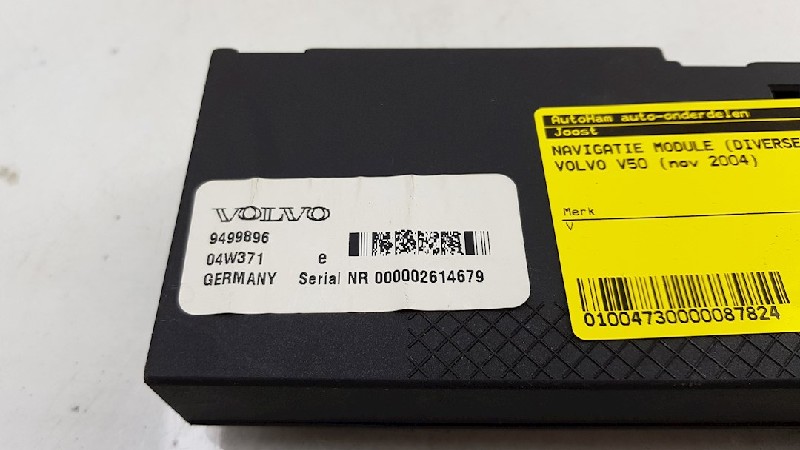 VOLVO
9499896
04W371 e
GERMANY Serial NR 000002614679
AutoHam auto-onderdelen
Joost
NAVIGATIE MODULE (DIVERSE
VOLVO V50 (nov 2004)
Merk
V
01004730000087824